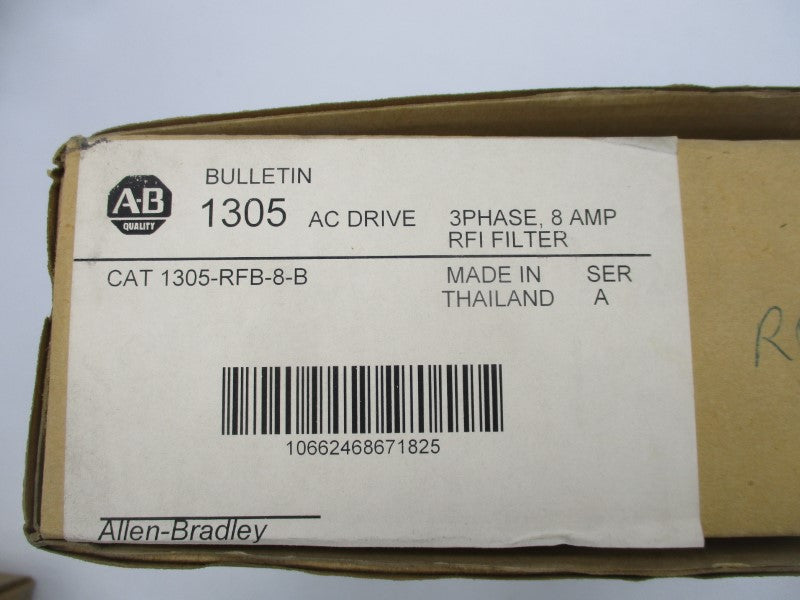 A-B
QUALITY
BULLETIN
1305 AC DRIVE 3PHASE, 8 AMP
RFI FILTER
CAT 1305-RFB-8-B MADE IN SER
THAILAND A
10662468671825
Allen-Bradley
R